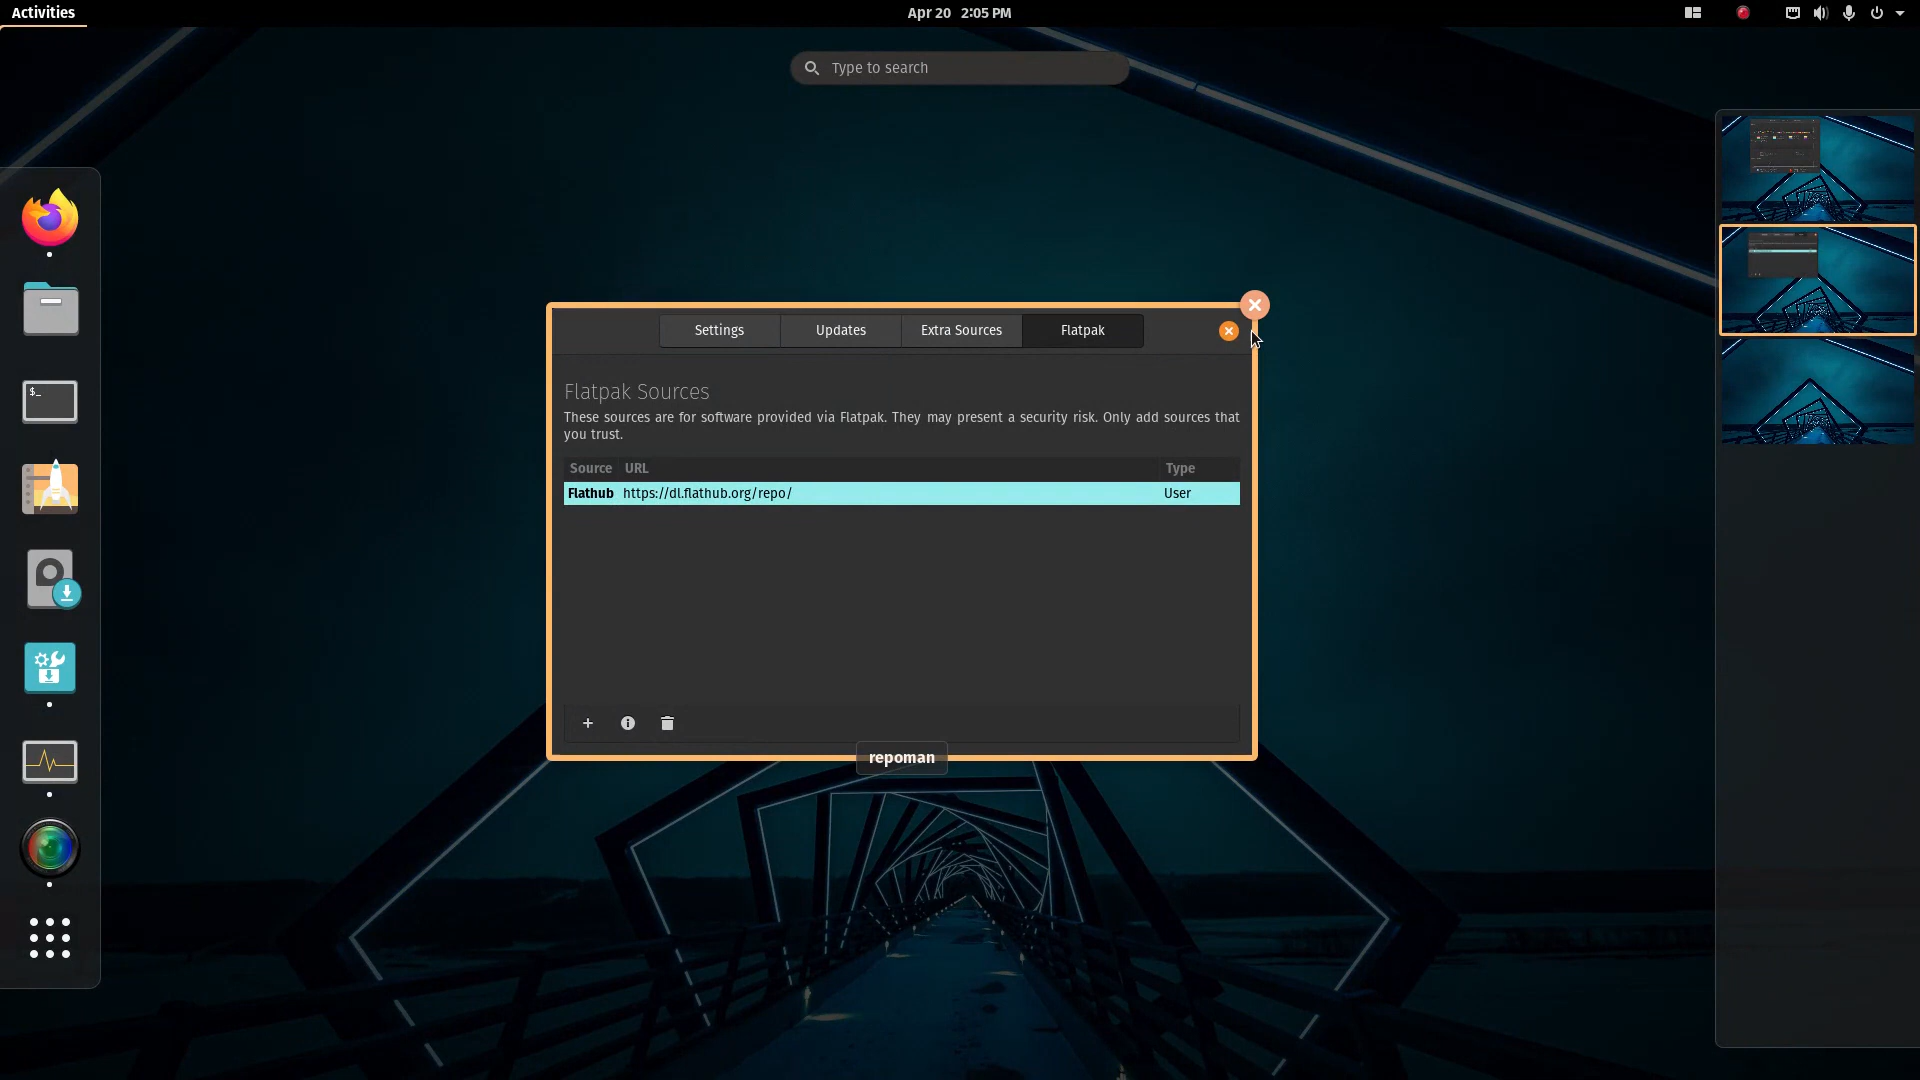 Activities
Apr 20 2:05 PM
Type to search
$_
Settings
Updates
Extra Sources
Flatpak
Flatpak Sources
These sources are for software provided via Flatpak. They may present a security risk. Only add sources that
you trust.
Source URL Type
Flathub https://dl.flathub.org/repo/ User
repoman